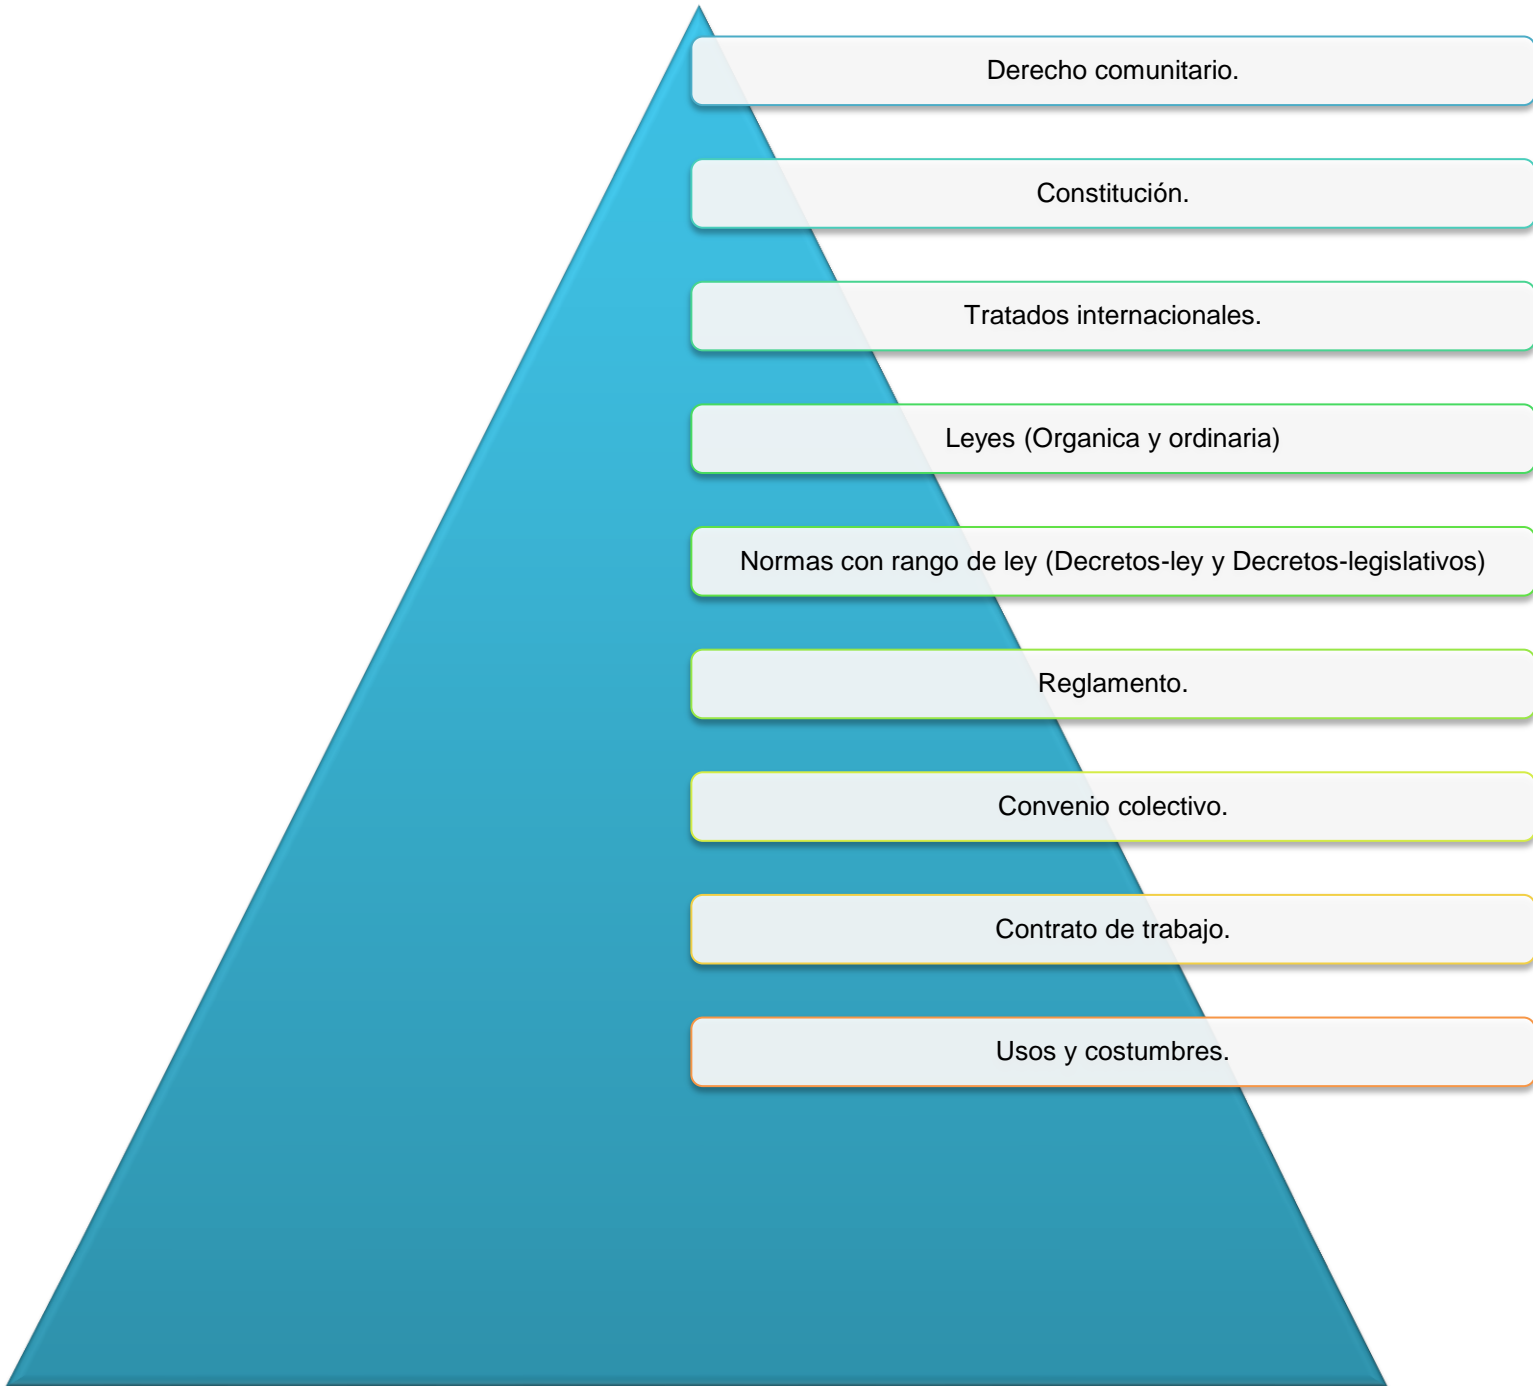 Derecho comunitario.
Constitución.
Tratados internacionales.
Leyes (Organica y ordinaria)
Normas con rango de ley (Decretos-ley y Decretos-legislativos)
Reglamento.
Convenio colectivo.
Contrato de trabajo.
Usos y costumbres.